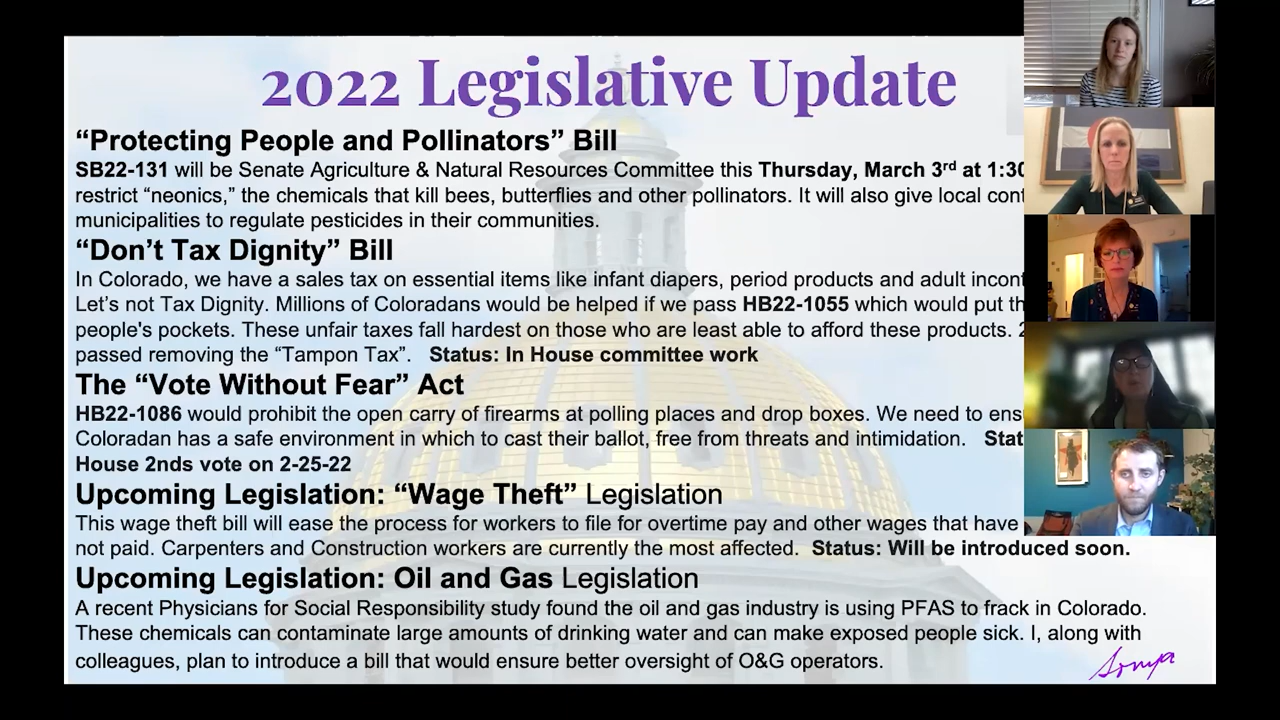 2022 Legislative Update
“Protecting People and Pollinators” Bill
SB22-131 will be Senate Agriculture & Natural Resources Committee this Thursday, March 3rd at 1:30
restrict “neonics,” the chemicals that kill bees, butterflies and other pollinators. It will also give local
municipalities to regulate pesticides in their communities.
“Don’t Tax Dignity” Bill
In Colorado, we have a sales tax on essential items like infant diapers, period products and adult
Let’s not Tax Dignity. Millions of Coloradans would be helped if we pass HB22-1055 which would put
people's pockets. These unfair taxes fall hardest on those who are least able to afford these products.
passed removing the “Tampon Tax”. Status: In House committee work
The “Vote Without Fear” Act
HB22-1086 would prohibit the open carry of firearms at polling places and drop boxes. We need to
Coloradan has a safe environment in which to cast their ballot, free from threats and intimidation.
House 2nds vote on 2-25-22
Upcoming Legislation: “Wage Theft” Legislation
This wage theft bill will ease the process for workers to file for overtime pay and other wages that have
not paid. Carpenters and Construction workers are currently the most affected. Status: Will be introduced soon.
Upcoming Legislation: Oil and Gas Legislation
A recent Physicians for Social Responsibility study found the oil and gas industry is using PFAS to frack in Colorado.
These chemicals can contaminate large amounts of drinking water and can make exposed people sick. I, along with
colleagues, plan to introduce a bill that would ensure better oversight of O&G operators.
Sonya